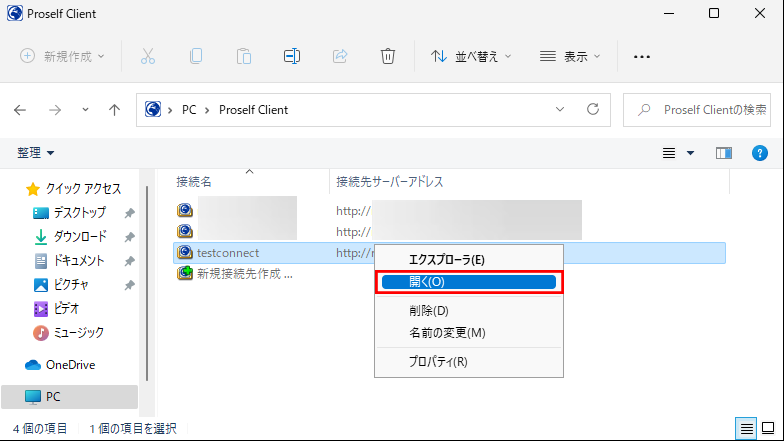 Proself Client
新規作成
並べ替え
表示
PC
Proself Client
Proself Clientの検索
整理
クイック アクセス
デスクトップ
ダウンロード
ドキュメント
ピクチャ
ビデオ
ミュージック
OneDrive
PC
接続名
接続先サーバーアドレス
http://
http://
testconnect
http://
新規接続先作成 ...
エクスプローラ(E)
開く(O)
削除(D)
名前の変更(M)
プロパティ(R)
4 個の項目
1 個の項目を選択